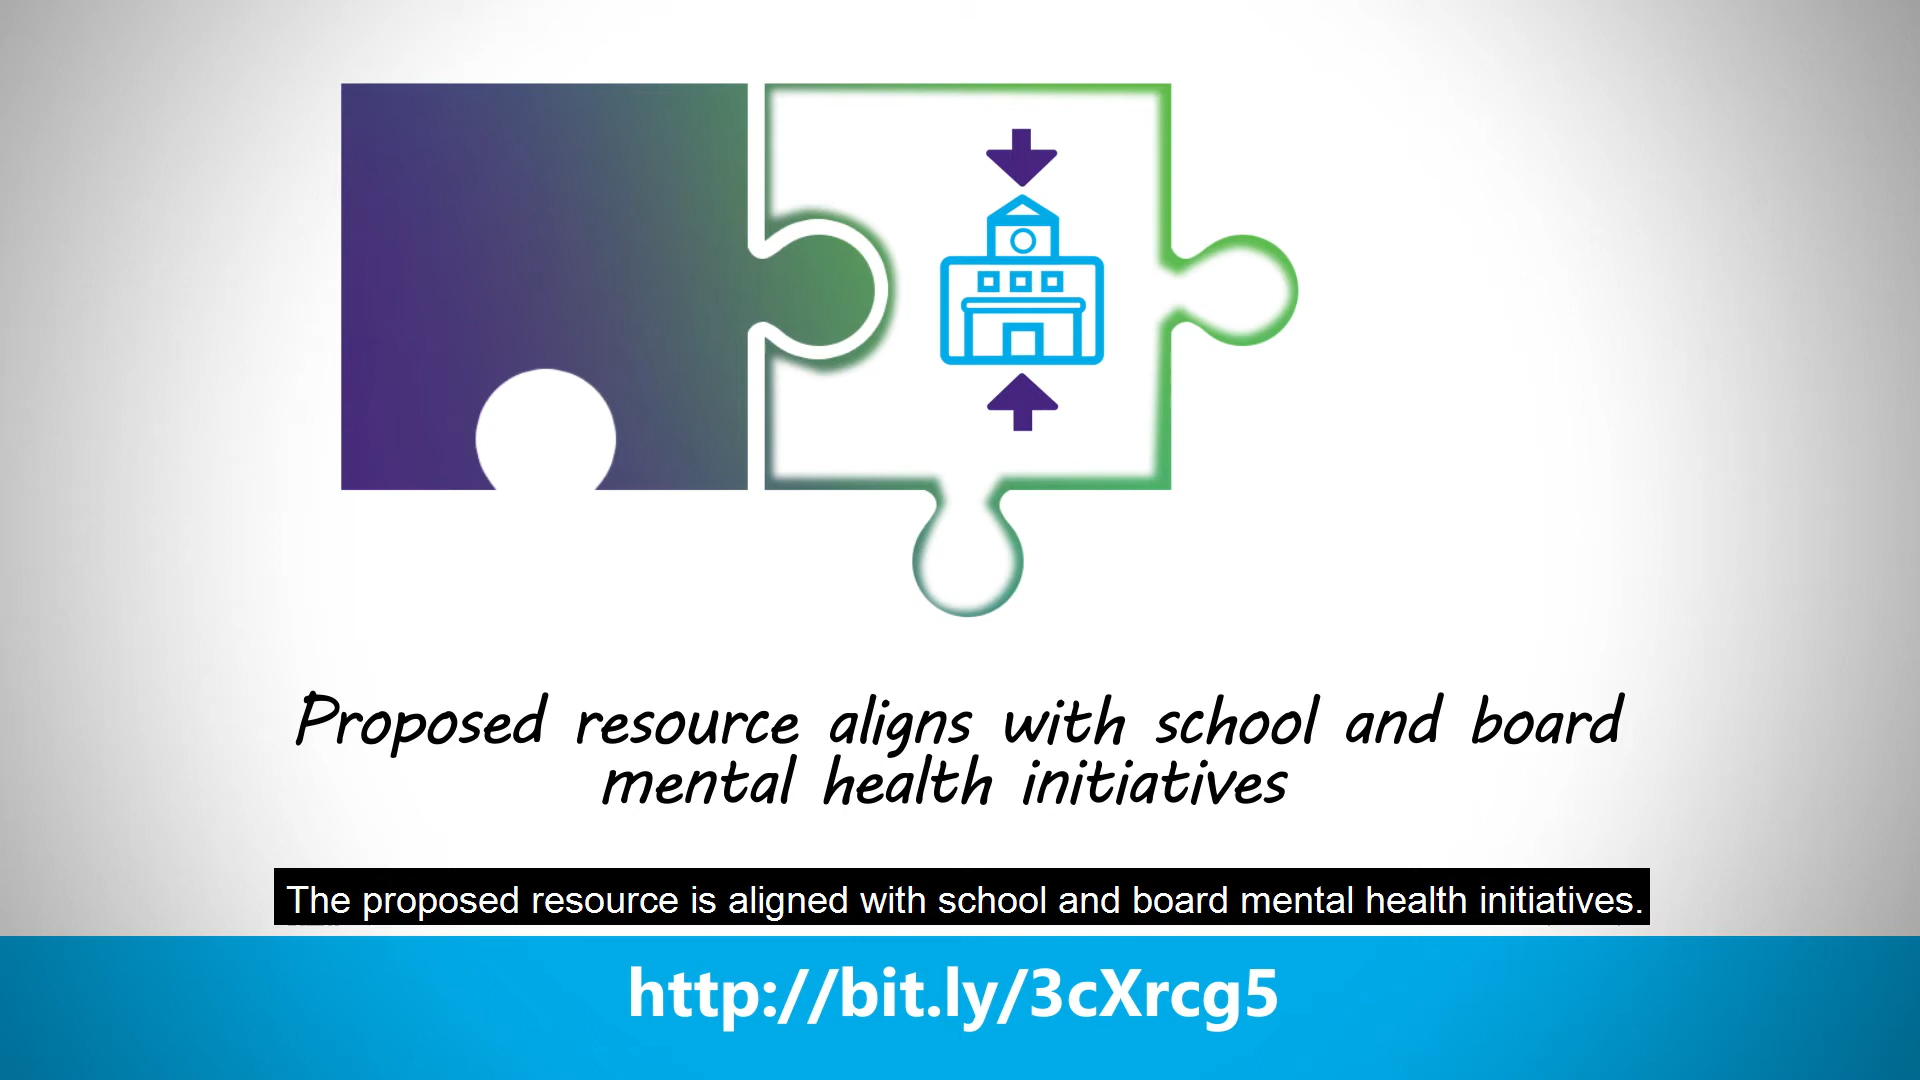 Proposed resource aligns with school and board
mental health initiatives
The proposed resource is aligned with school and board mental health initiatives.
http://bit.ly/3cXrcg5